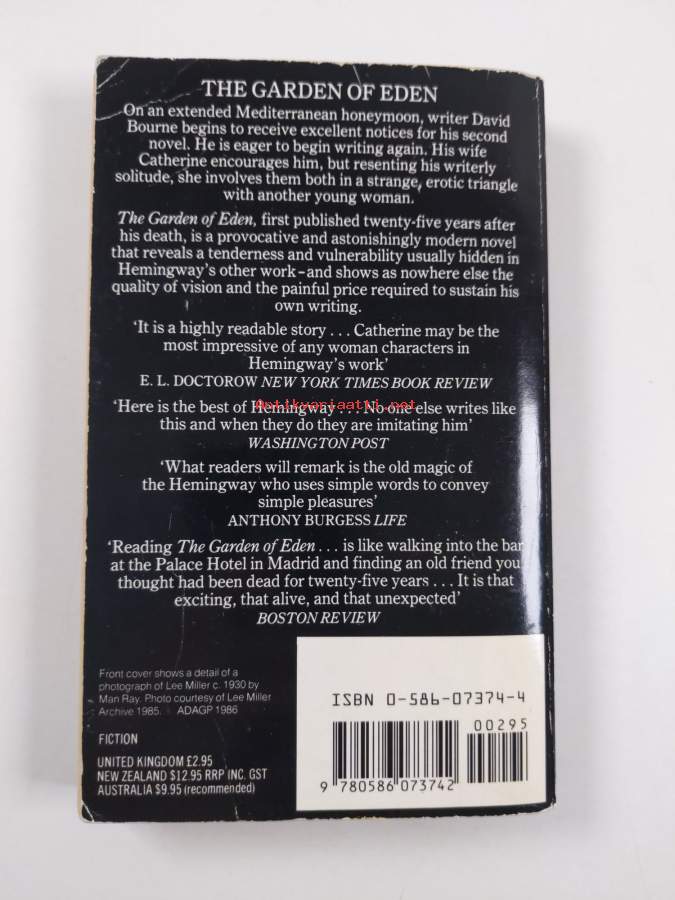 THE GARDEN OF EDEN
On an extended Mediterranean honeymoon, writer David
Bourne begins to receive excellent notices for his second
novel. He is eager to begin writing again. His wife
Catherine encourages him, but resenting his writerly
solitude, she involves them both in a strange, erotic triangle
with another young woman.
The Garden of Eden, first published twenty-five years after
his death, is a provocative and astonishingly modern novel
that reveals a tenderness and vulnerability usually hidden in
Hemingway's other work – and shows as nowhere else the
quality of vision and the painful price required to sustain his
own writing.
'It is a highly readable story . . . Catherine may be the
most impressive of any woman characters in
Hemingway's work'
E. L. DOCTOROW NEW YORK TIMES BOOK REVIEW
Antikvariaatti.net
'Here is the best of Hemingway . . . No one else writes like
this and when they do they are imitating him'
WASHINGTON POST
'What readers will remark is the old magic of
the Hemingway who uses simple words to convey
simple pleasures'
ANTHONY BURGESS LIFE
'Reading The Garden of Eden . . . is like walking into the bar
at the Palace Hotel in Madrid and finding an old friend you
thought had been dead for twenty-five years . . . It is that
exciting, that alive, and that unexpected'
BOSTON REVIEW
Front cover shows a detail of a
photograph of Lee Miller c. 1930 by
Man Ray. Photo courtesy of Lee Miller
Archive 1985. ADAGP 1986
FICTION
UNITED KINGDOM £2.95
NEW ZEALAND $12.95 RRP INC. GST
AUSTRALIA $9.95 (recommended)
ISBN 0-586-07374-4
00295
9 780586 073742